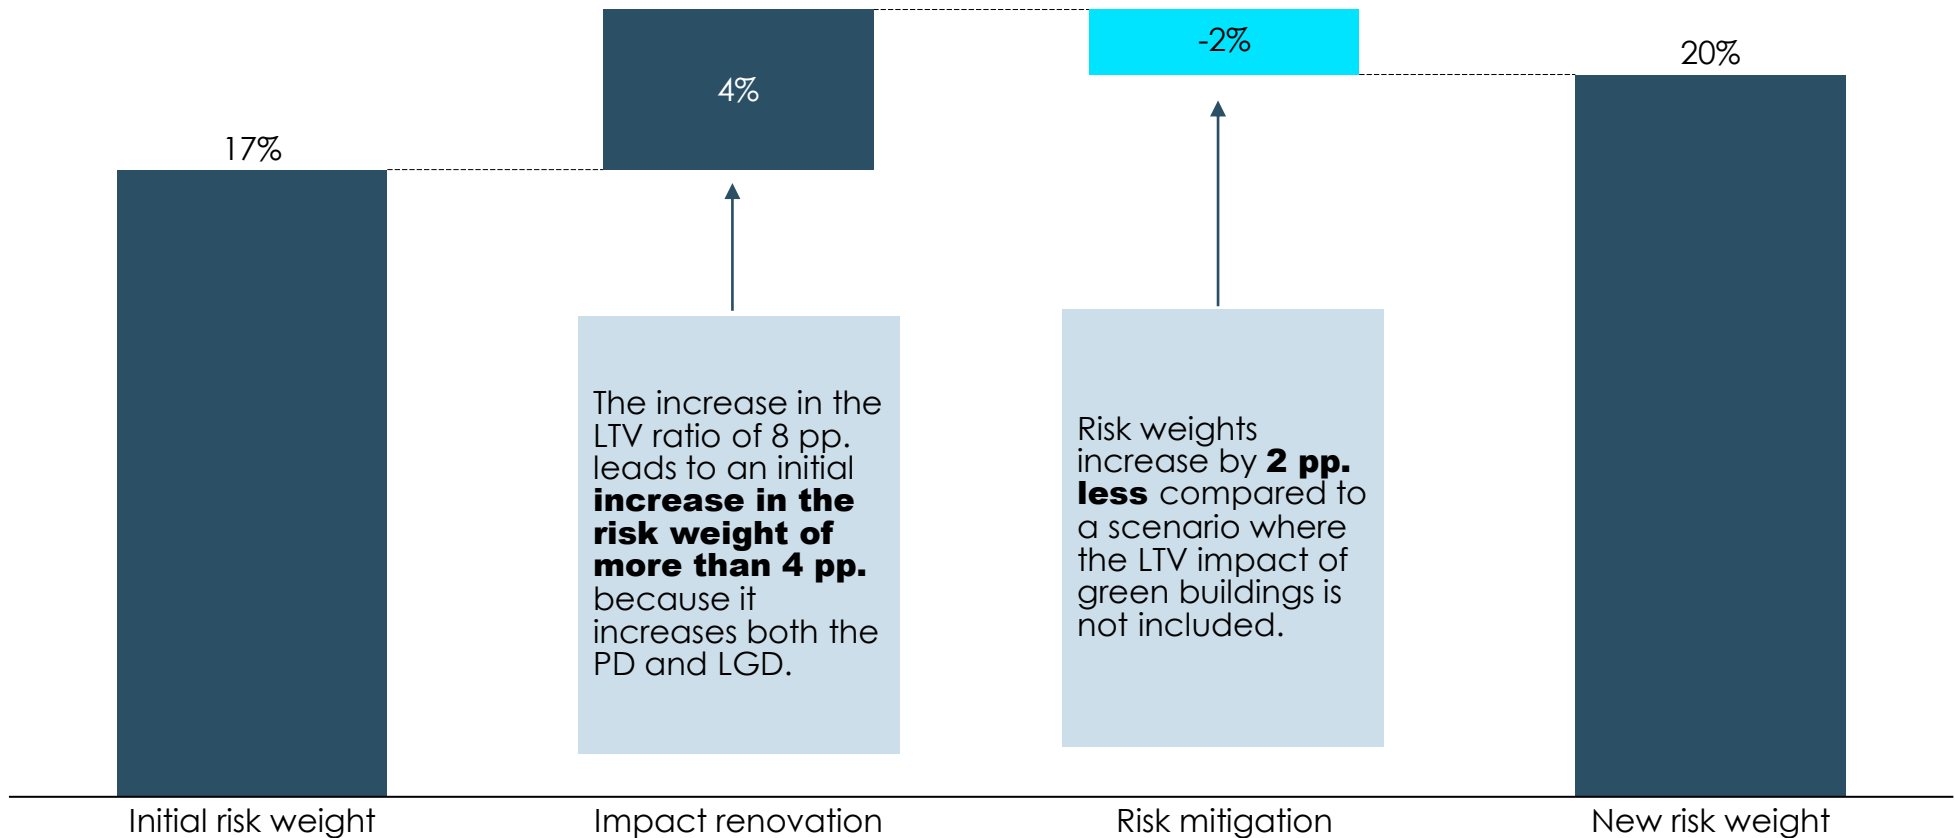 -2%
20%
4%
17%
The increase in the
LTV ratio of 8 pp.
leads to an initial
increase in the
risk weight of
more than 4 pp.
because it
increases both the
PD and LGD.
Risk weights
increase by 2 pp.
less compared to
a scenario where
the LTV impact of
green buildings is
not included.
Initial risk weight
Impact renovation
Risk mitigation
New risk weight